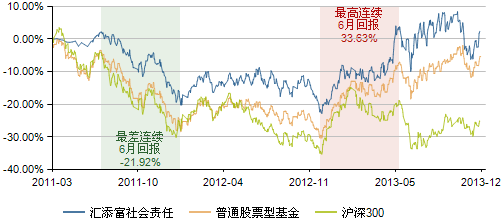 10.00%
0.00%
-10.00%
-20.00%
-30.00%
-40.00%
最高连续
6月回报
33.63%
最差连续
6月回报
-21.92%
2011-03
2011-10
2012-04
2012-10
2013-05
2013-12
汇添富社会责任
普通股票型基金
沪深300